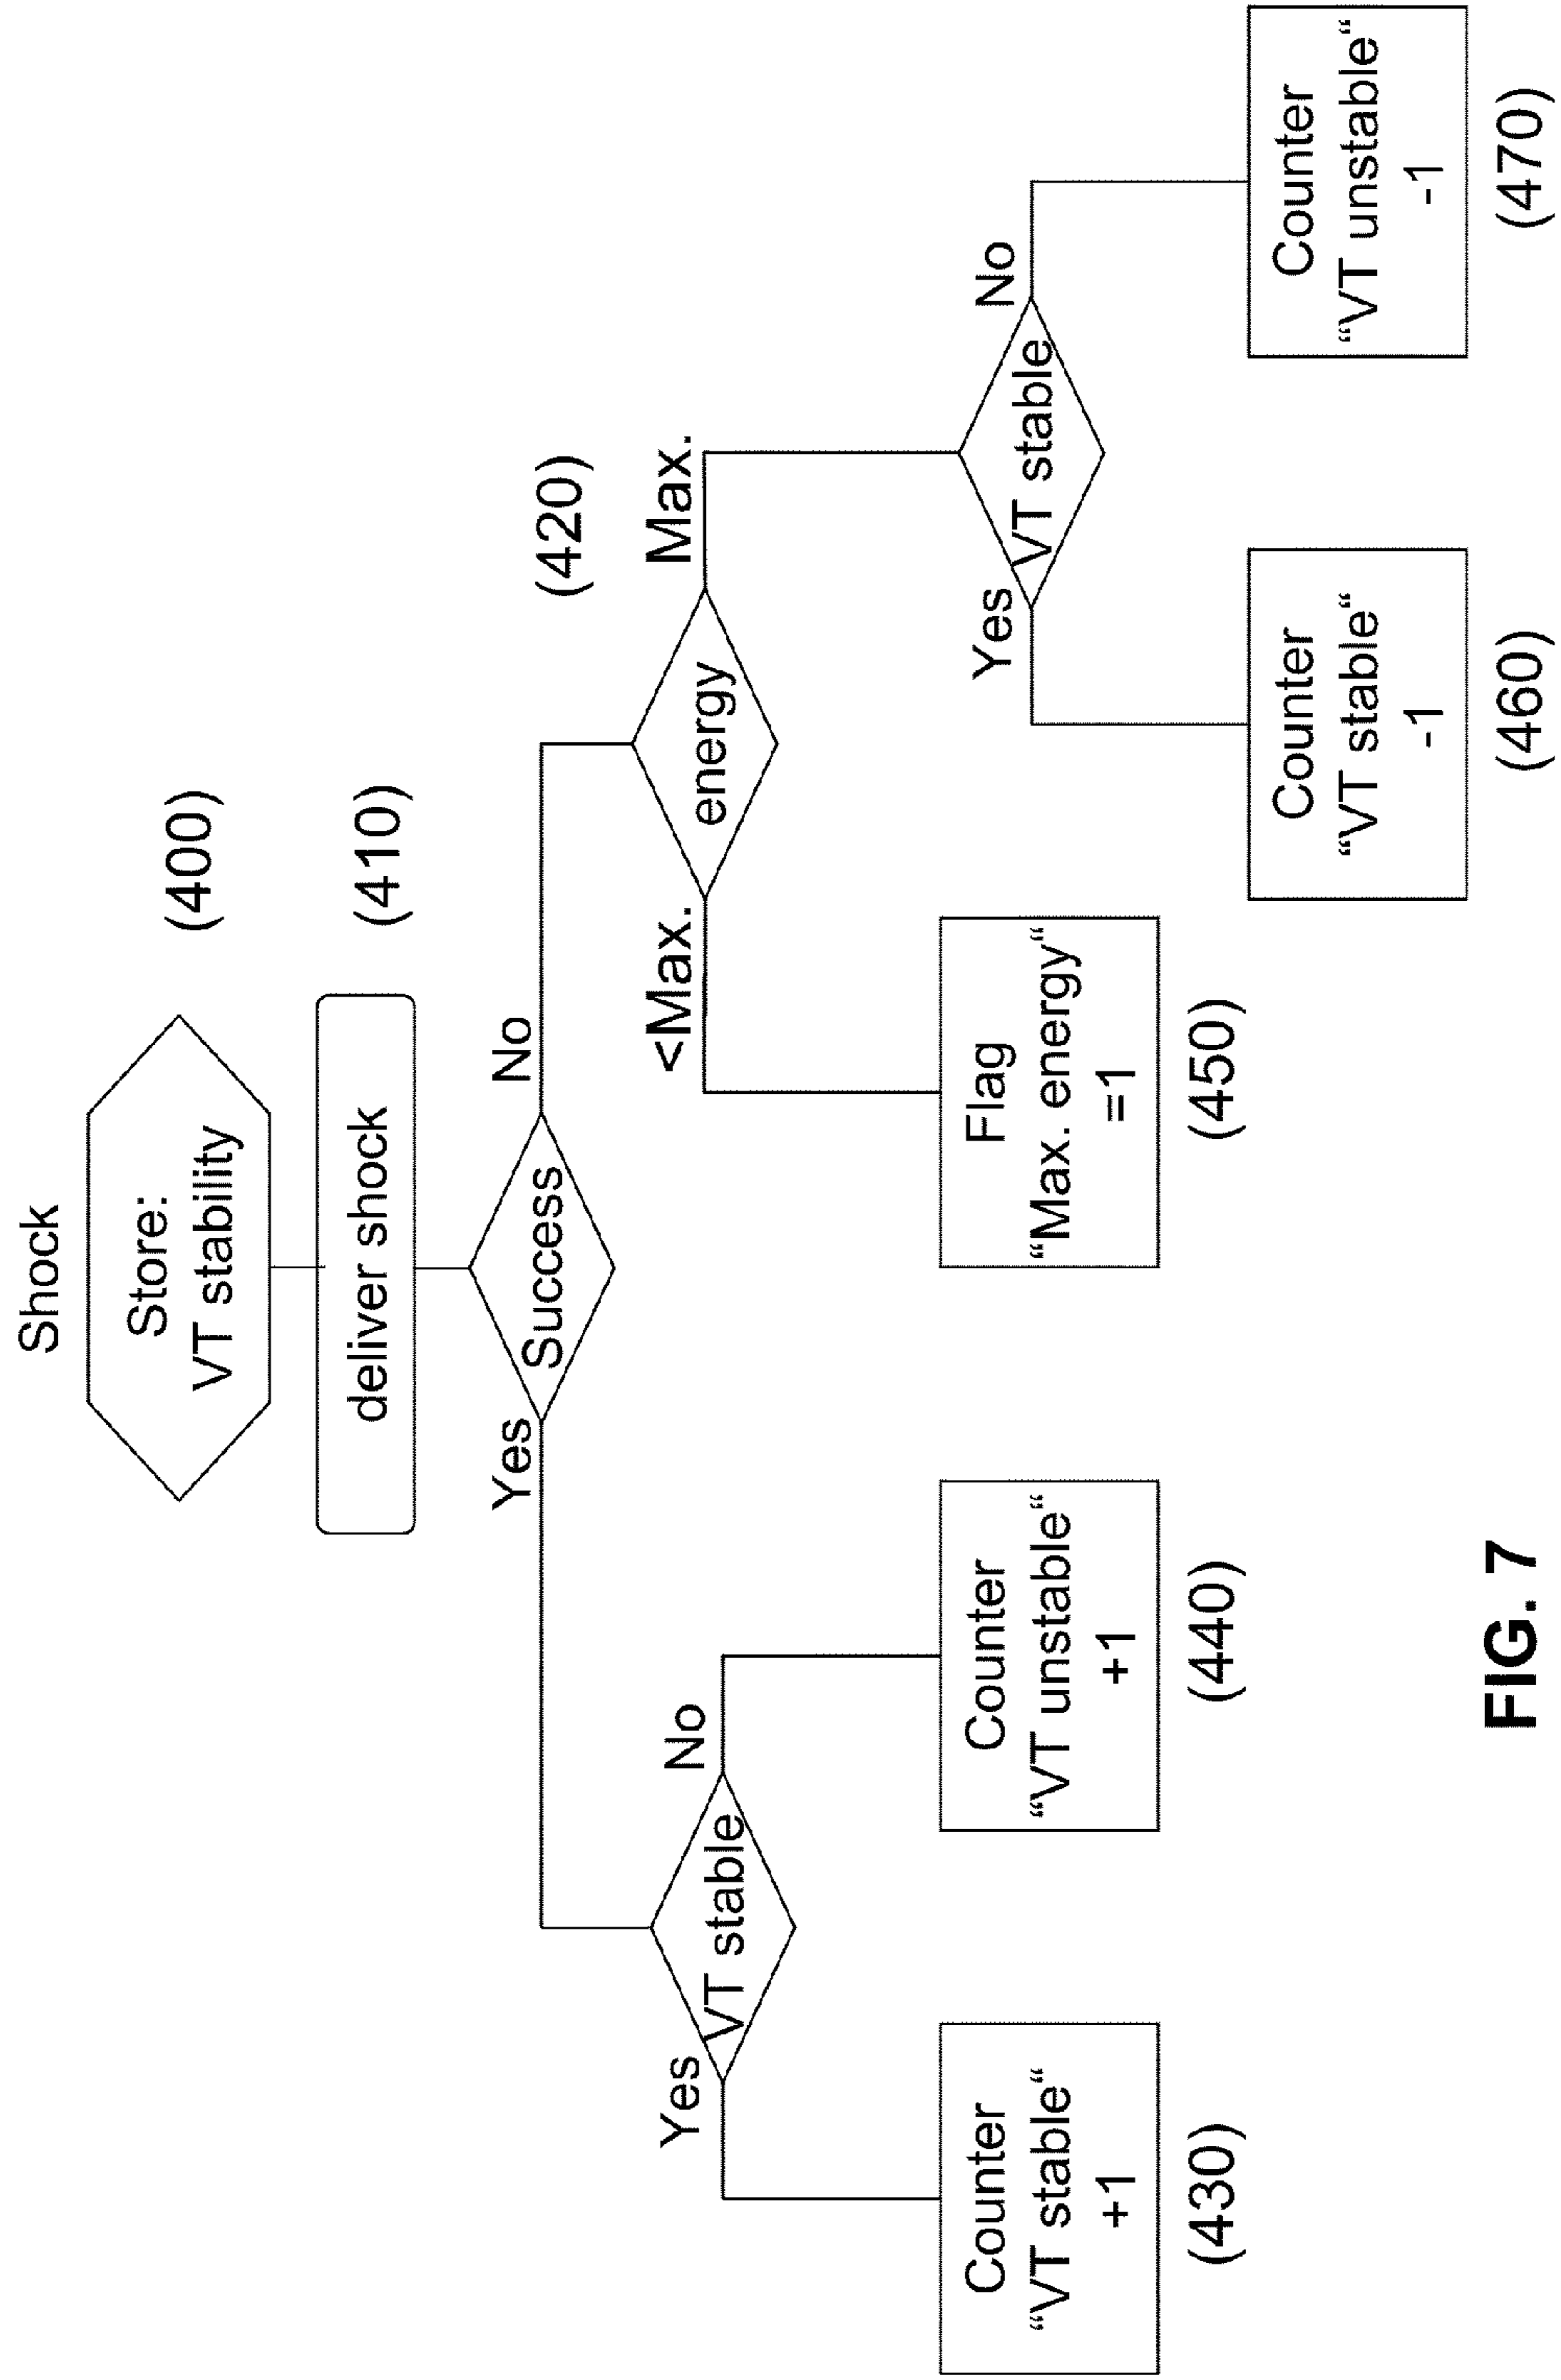 Shock
Store:
VT stability
(400)
deliver shock
(410)
Yes
Success
No
(420)
<Max.
energy
Max.
Yes
VT stable
No
Yes
VT stable
No
Counter
“VT stable“
+1
(430)
Counter
“VT unstable”
+1
(440)
Flag
“Max. energy”
=1
(450)
Counter
”VT stable“
-1
(460)
Counter
“VT unstable”
-1
(470)
FIG. 7